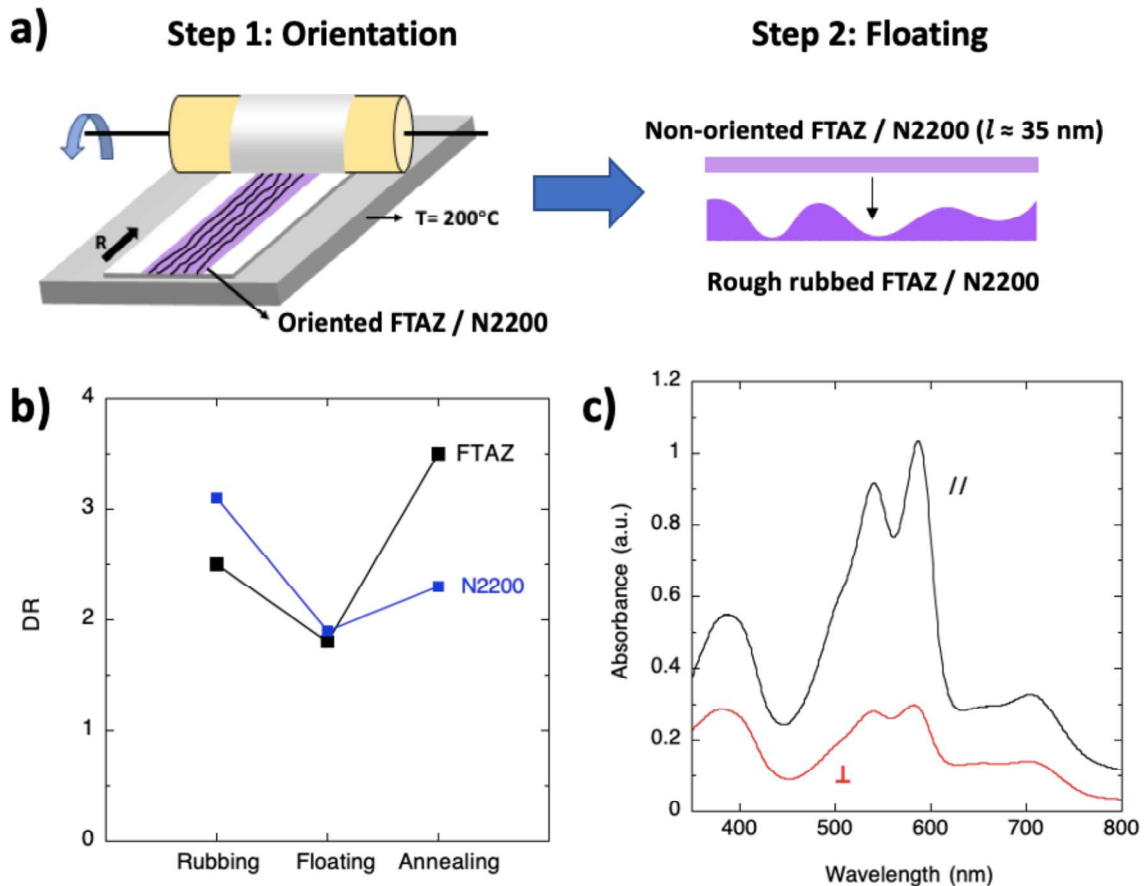 a)
Step 1: Orientation
Step 2: Floating
Non-oriented FTAZ / N2200 (l ≈ 35 nm)
T= 200°C
R
Rough rubbed FTAZ / N2200
Oriented FTAZ / N2200
b)
4
3
2
1
0
DR
FTAZ
N2200
Rubbing Floating Annealing
c)
1.2
1
0.8
0.6
0.4
0.2
0
Absorbance (a.u.)
//
⊥
400 500 600 700 800
Wavelength (nm)